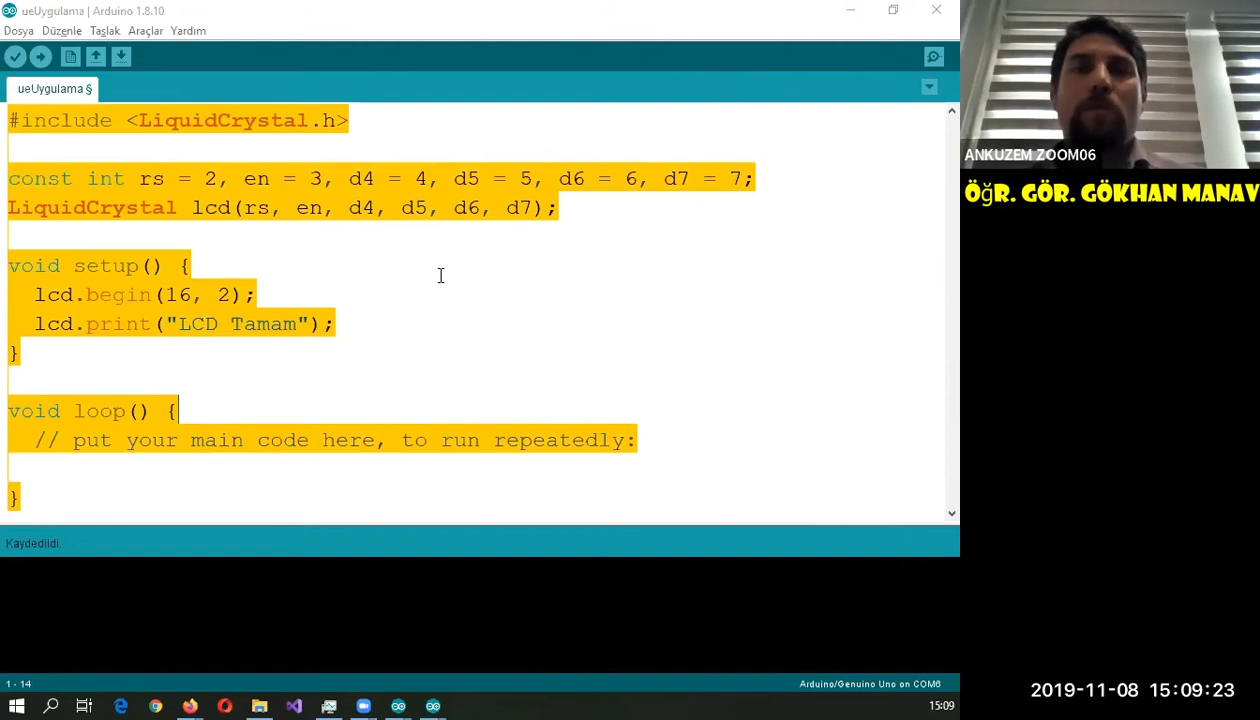 ueUygulama | Arduino 1.8.10
Dosya Düzenle Taslak Araçlar Yardım
ueUygulama §
#include <LiquidCrystal.h>
const int rs = 2, en = 3, d4 = 4, d5 = 5, d6 = 6, d7 = 7;
LiquidCrystal lcd(rs, en, d4, d5, d6, d7);
void setup() {
lcd.begin(16, 2);
lcd.print("LCD Tamam");
}
void loop() {
// put your main code here, to run repeatedly:
}
Kaydedildi.
1 - 14
Arduino/Genuino Uno on COM6
15:09
ANKUZEM ZOOM06
ÖğR. GÖR. GÖKHAN MANAV
2019-11-08 15:09:23